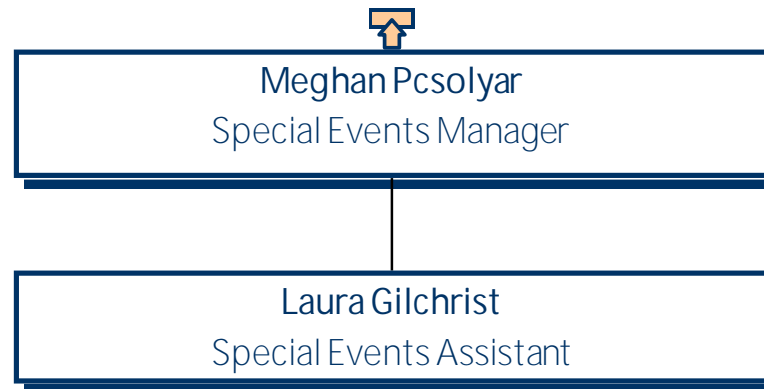 Meghan Pcsolyar
Special Events Manager
Laura Gilchrist
Special Events Assistant